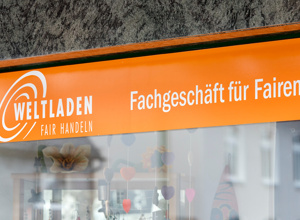 WELTLADEN
FAIR HANDELN
Fachgeschäft für Fairen